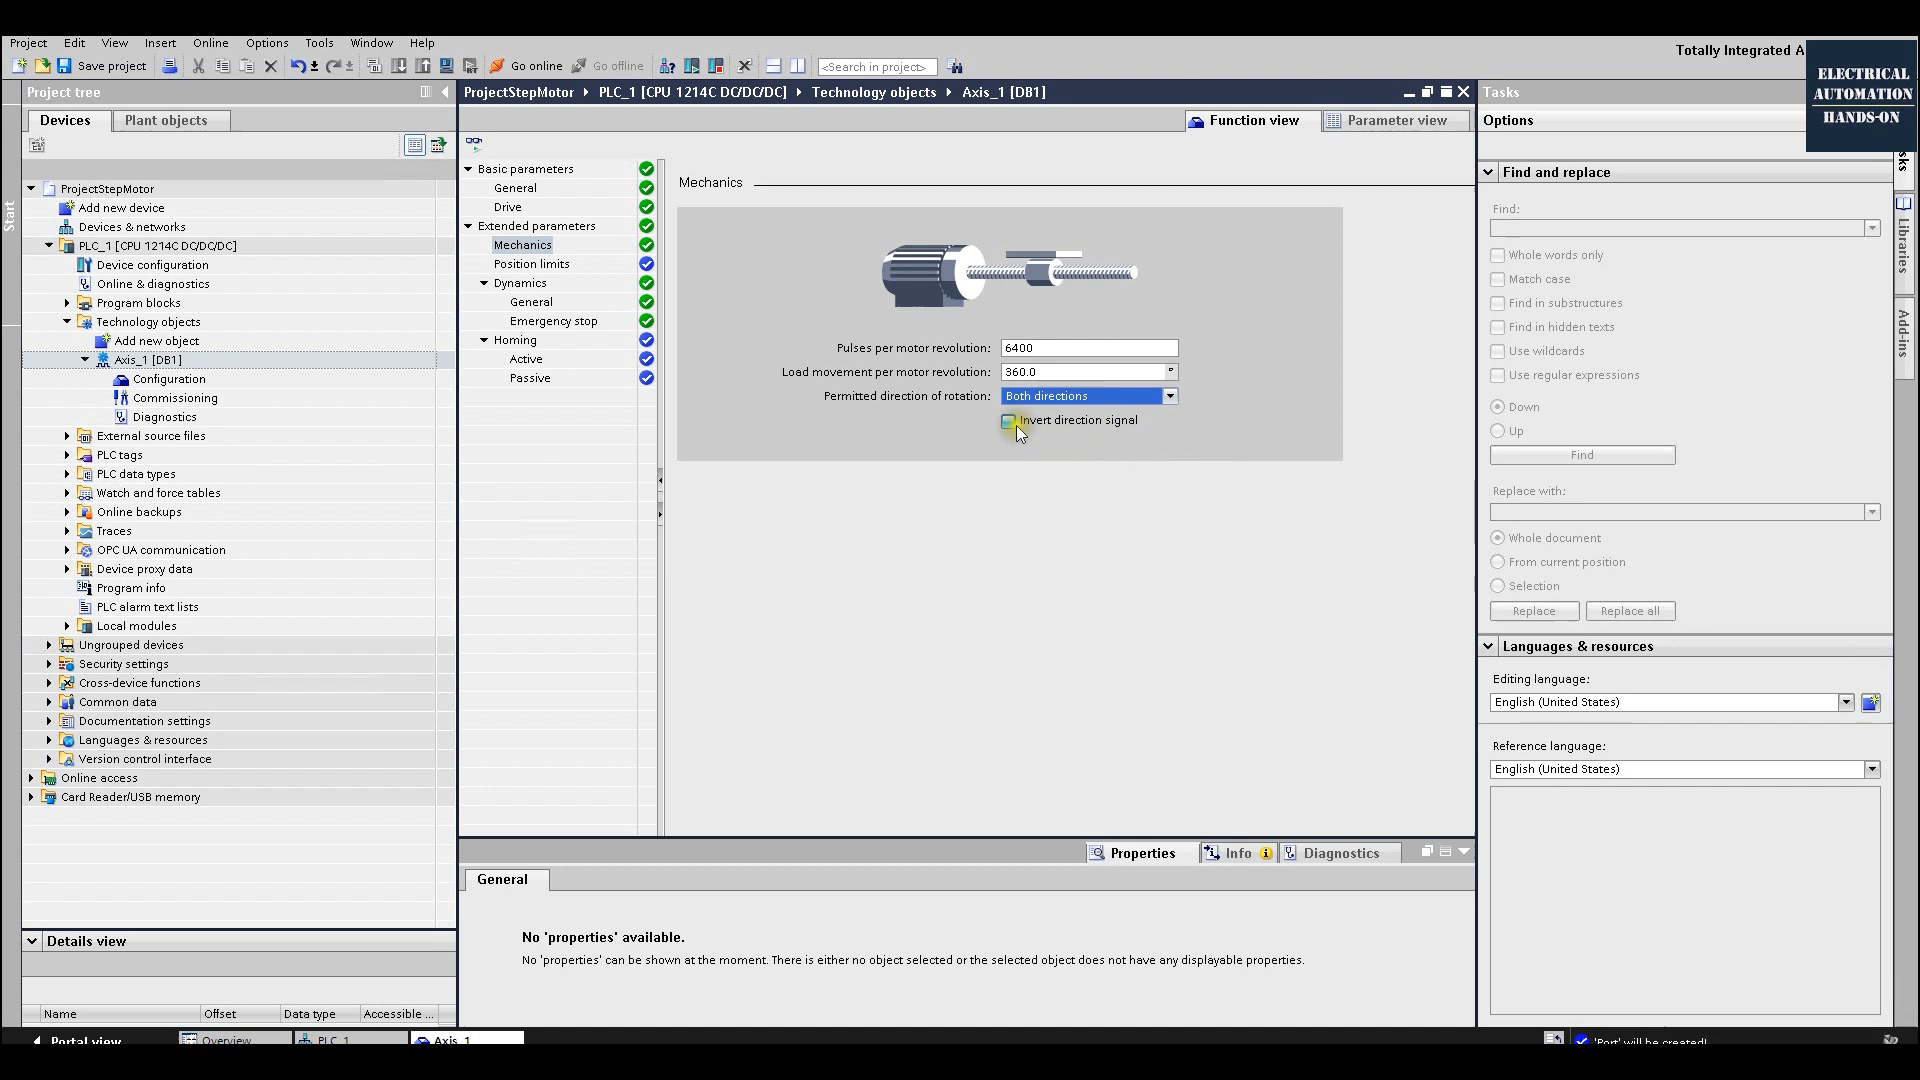 Project Edit View Insert Online Options Tools Window Help
Totally Integrated A
ELECTRICAL
AUTOMATION
HANDS-ON
Save project
Go online
Go offline
<Search in project>
Project tree
Devices
Plant objects
Start
ProjectStepMotor
Add new device
Devices & networks
PLC_1 [CPU 1214C DC/DC/DC]
Device configuration
Online & diagnostics
Program blocks
Technology objects
Add new object
Axis_1 [DB1]
Configuration
Commissioning
Diagnostics
External source files
PLC tags
PLC data types
Watch and force tables
Online backups
Traces
OPC UA communication
Device proxy data
Program info
PLC alarm text lists
Local modules
Ungrouped devices
Security settings
Cross-device functions
Common data
Documentation settings
Languages & resources
Version control interface
Online access
Card Reader/USB memory
Details view
Name Offset Data type Accessible ...
ProjectStepMotor PLC_1 [CPU 1214C DC/DC/DC] Technology objects Axis_1 [DB1]
Function view
Parameter view
Basic parameters
General
Drive
Extended parameters
Mechanics
Position limits
Dynamics
General
Emergency stop
Homing
Active
Passive
Mechanics
Pulses per motor revolution: 6400
Load movement per motor revolution: 360.0 °
Permitted direction of rotation: Both directions
Invert direction signal
Properties
Info
Diagnostics
General
No 'properties' available.
No 'properties' can be shown at the moment. There is either no object selected or the selected object does not have any displayable properties.
Tasks
Options
Find and replace
Find:
Whole words only
Match case
Find in substructures
Find in hidden texts
Use wildcards
Use regular expressions
Down
Up
Find
Replace with:
Whole document
From current position
Selection
Replace
Replace all
Languages & resources
Editing language:
English (United States)
Reference language:
English (United States)
Libraries
Add-ins
Portal view
Overview
PLC_1
Axis_1
'Port' will be created!